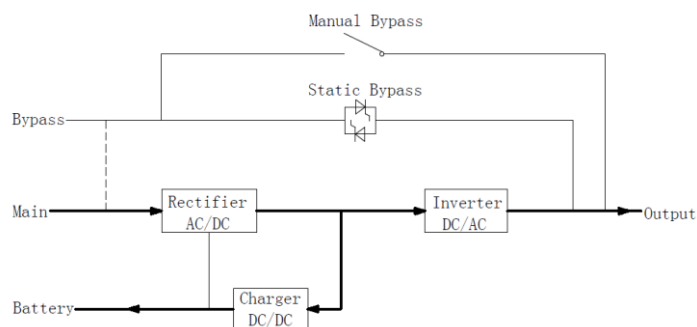 Manual Bypass
Static Bypass
Bypass
Main
Rectifier
AC/DC
Inverter
DC/AC
Output
Battery
Charger
DC/DC